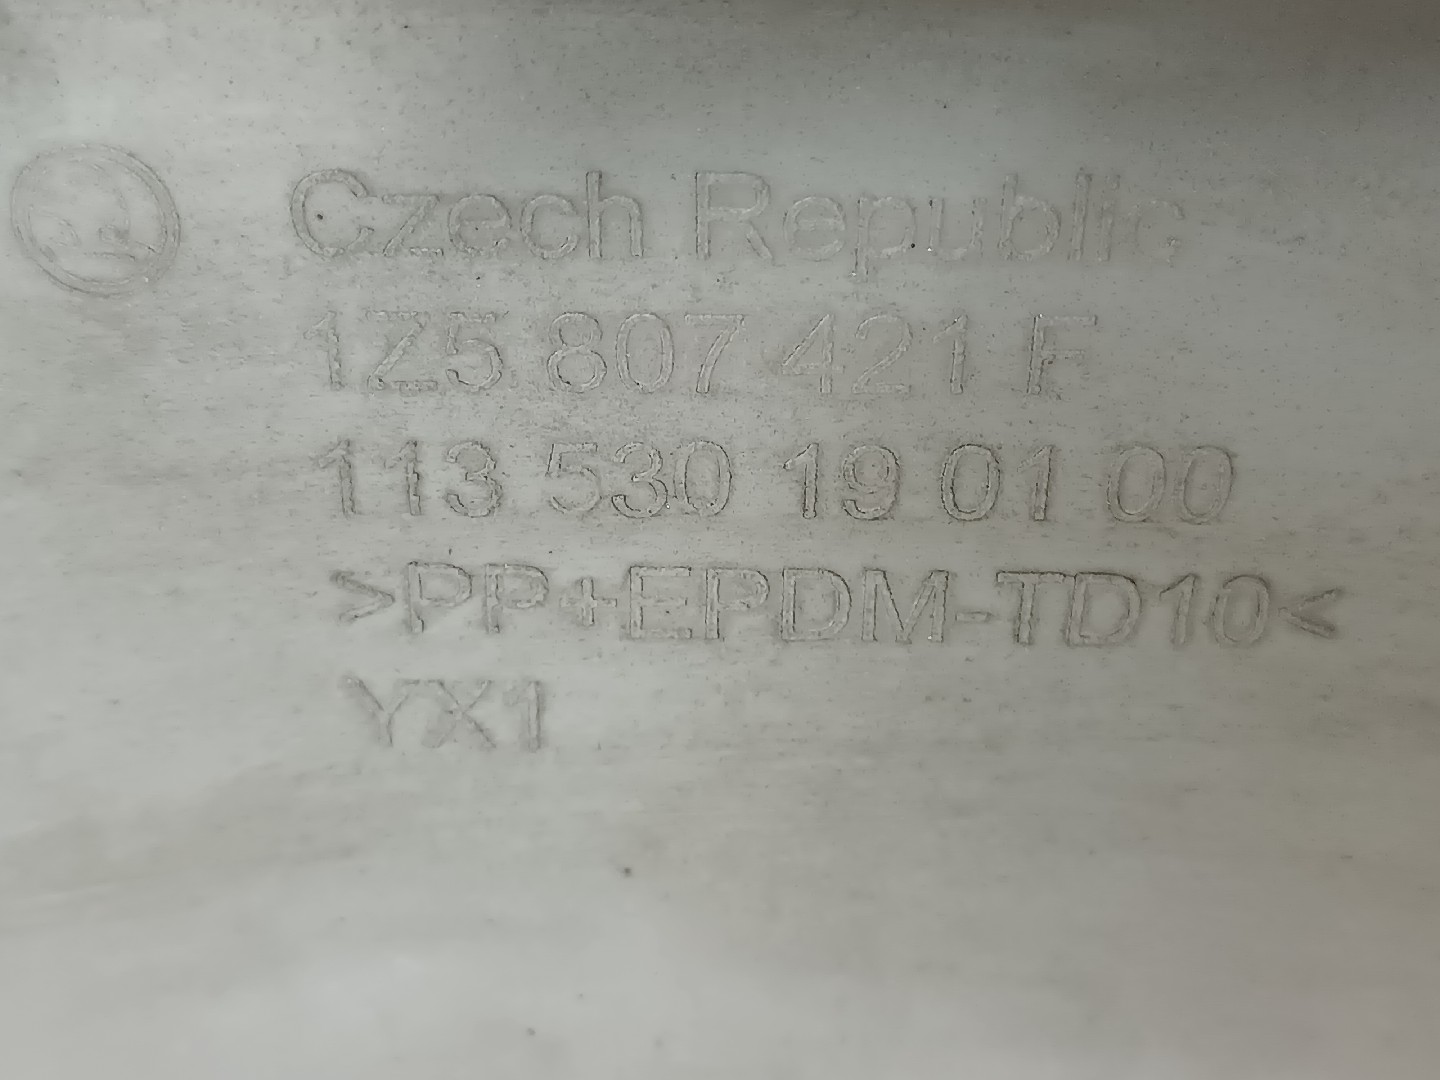 Czech Republic
1Z5 807 421 F
113 530 19 01 00
>PP+EPDM-TD10<
YX1